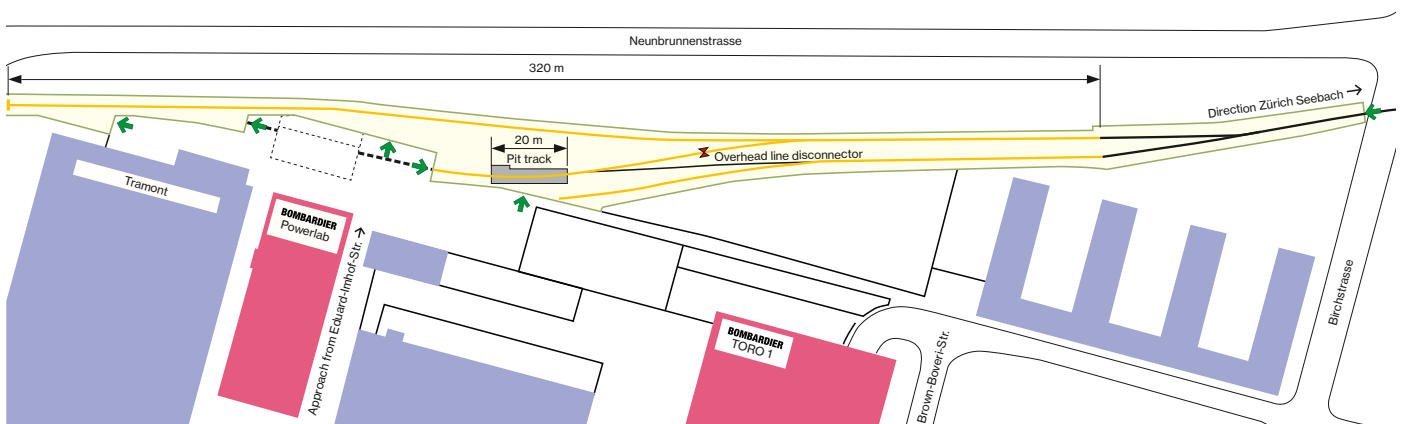 Neunbrunnenstrasse
320 m
Direction Zürich Seebach
20 m
Pit track
Overhead line disconnector
Tramont
BOMBARDIER
Powerlab
Approach from Eduard-Imhof-Str.
BOMBARDIER
TORO 1
Brown-Boveri-Str.
Birchstrasse